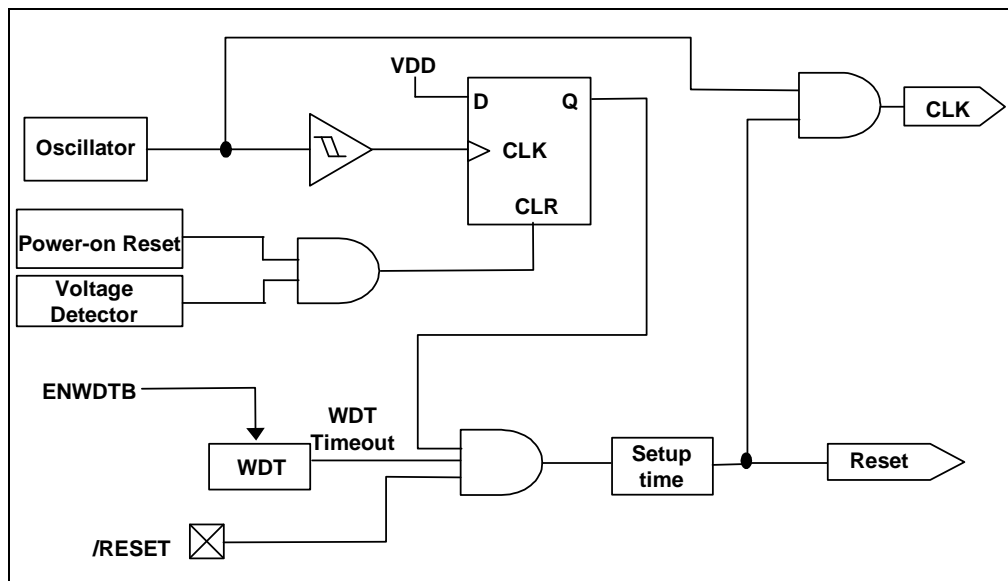 VDD
D
Q
CLK
Oscillator
CLK
CLR
Power-on Reset
Voltage
Detector
ENWDTB
WDT
Timeout
WDT
Setup
time
Reset
/RESET